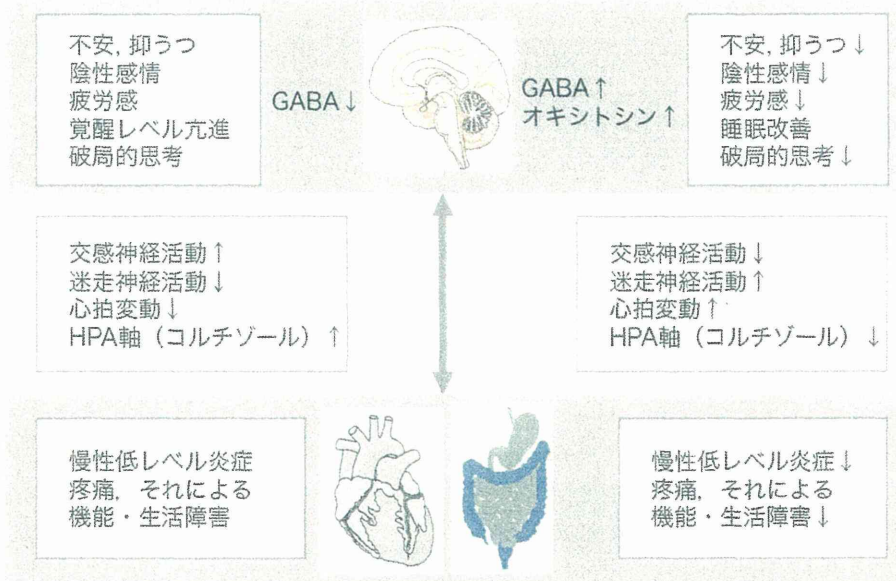 不安, 抑うつ
陰性感情
疲労感
覚醒レベル亢進
破局的思考
GABA↓
GABA↑
オキシトシン↑
不安, 抑うつ↓
陰性感情↓
疲労感↓
睡眠改善
破局的思考↓
交感神経活動↑
迷走神経活動↓
心拍変動↓
HPA軸（コルチゾール）↑
交感神経活動↓
迷走神経活動↑
心拍変動↑
HPA軸（コルチゾール）↓
慢性低レベル炎症
疼痛，それによる
機能・生活障害
慢性低レベル炎症↓
疼痛，それによる
機能・生活障害↓